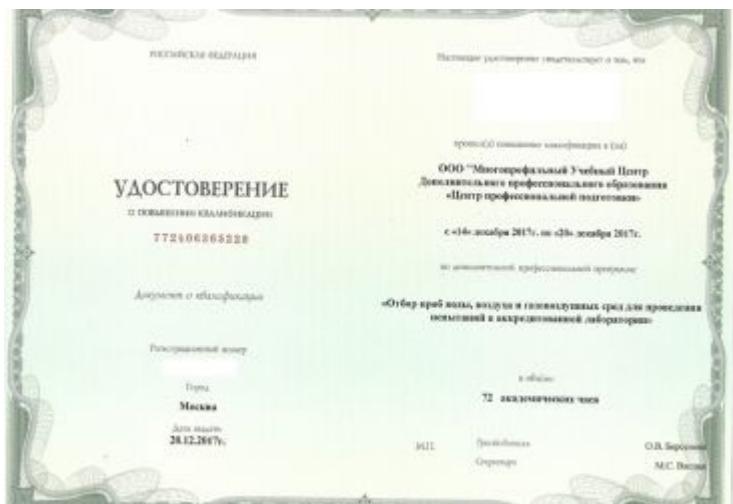 РОССИЙСКАЯ ФЕДЕРАЦИЯ
УДОСТОВЕРЕНИЕ
О ПОВЫШЕНИИ КВАЛИФИКАЦИИ
772406365228
Документ о квалификации
Регистрационный номер
Город
Москва
Дата выдачи
20.12.2017г.
Настоящее удостоверение свидетельствует о том, что
прошел(а) повышение квалификации в (на)
ООО "Многопрофильный Учебный Центр
Дополнительного профессионального образования
«Центр профессиональной подготовки»
с «14» декабря 2017г. по «20» декабря 2017г.
по дополнительной профессиональной программе
«Отбор проб воды, воздуха и газовоздушных сред для проведения
испытаний в аккредитованной лаборатории»
в объёме
72 академических часа
М.П.
Руководитель
О.В.
Секретарь
М.С.